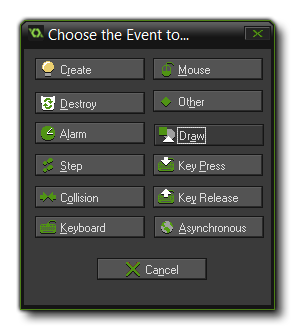 Choose the Event to...
Create
Mouse
Destroy
Other
Alarm
Draw
Step
Key Press
Collision
Key Release
Keyboard
Asynchronous
Cancel